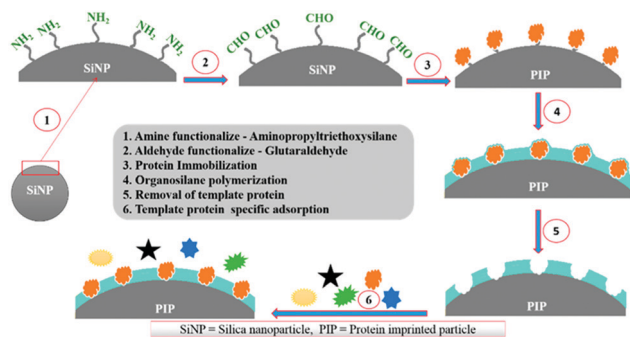 NH2 NH2 NH2 NH2 NH2
SiNP
2
CHO CHO CHO CHO CHO
SiNP
3
PIP
1
SiNP
1. Amine functionalize - Aminopropyltriethoxysilane
2. Aldehyde functionalize - Glutaraldehyde
3. Protein Immobilization
4. Organosilane polymerization
5. Removal of template protein
6. Template protein specific adsorption
4
PIP
5
PIP
6
PIP
SiNP = Silica nanoparticle, PIP = Protein imprinted particle